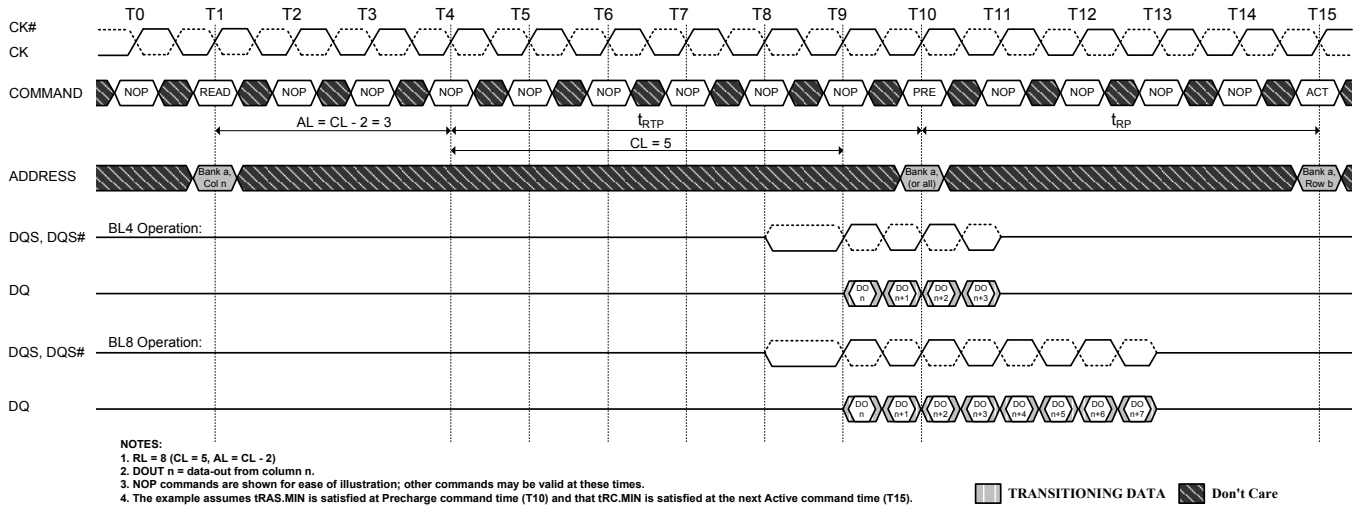 T0 T1 T2 T3 T4 T5 T6 T7 T8 T9 T10 T11 T12 T13 T14 T15
CK#
CK
COMMAND NOP READ NOP NOP NOP NOP NOP NOP NOP NOP PRE NOP NOP NOP NOP ACT
AL = CL - 2 = 3 tRTP tRP
CL = 5
ADDRESS Bank a, Col n Bank a, (or all) Bank a, Row b
DQS, DQS# BL4 Operation:
DQ DO n DO n+1 DO n+2 DO n+3
DQS, DQS# BL8 Operation:
DQ DO n DO n+1 DO n+2 DO n+3 DO n+4 DO n+5 DO n+6 DO n+7
NOTES:
1. RL = 8 (CL = 5, AL = CL - 2)
2. DOUT n = data-out from column n.
3. NOP commands are shown for ease of illustration; other commands may be valid at these times.
4. The example assumes tRAS.MIN is satisfied at Precharge command time (T10) and that tRC.MIN is satisfied at the next Active command time (T15).
TRANSITIONING DATA Don't Care